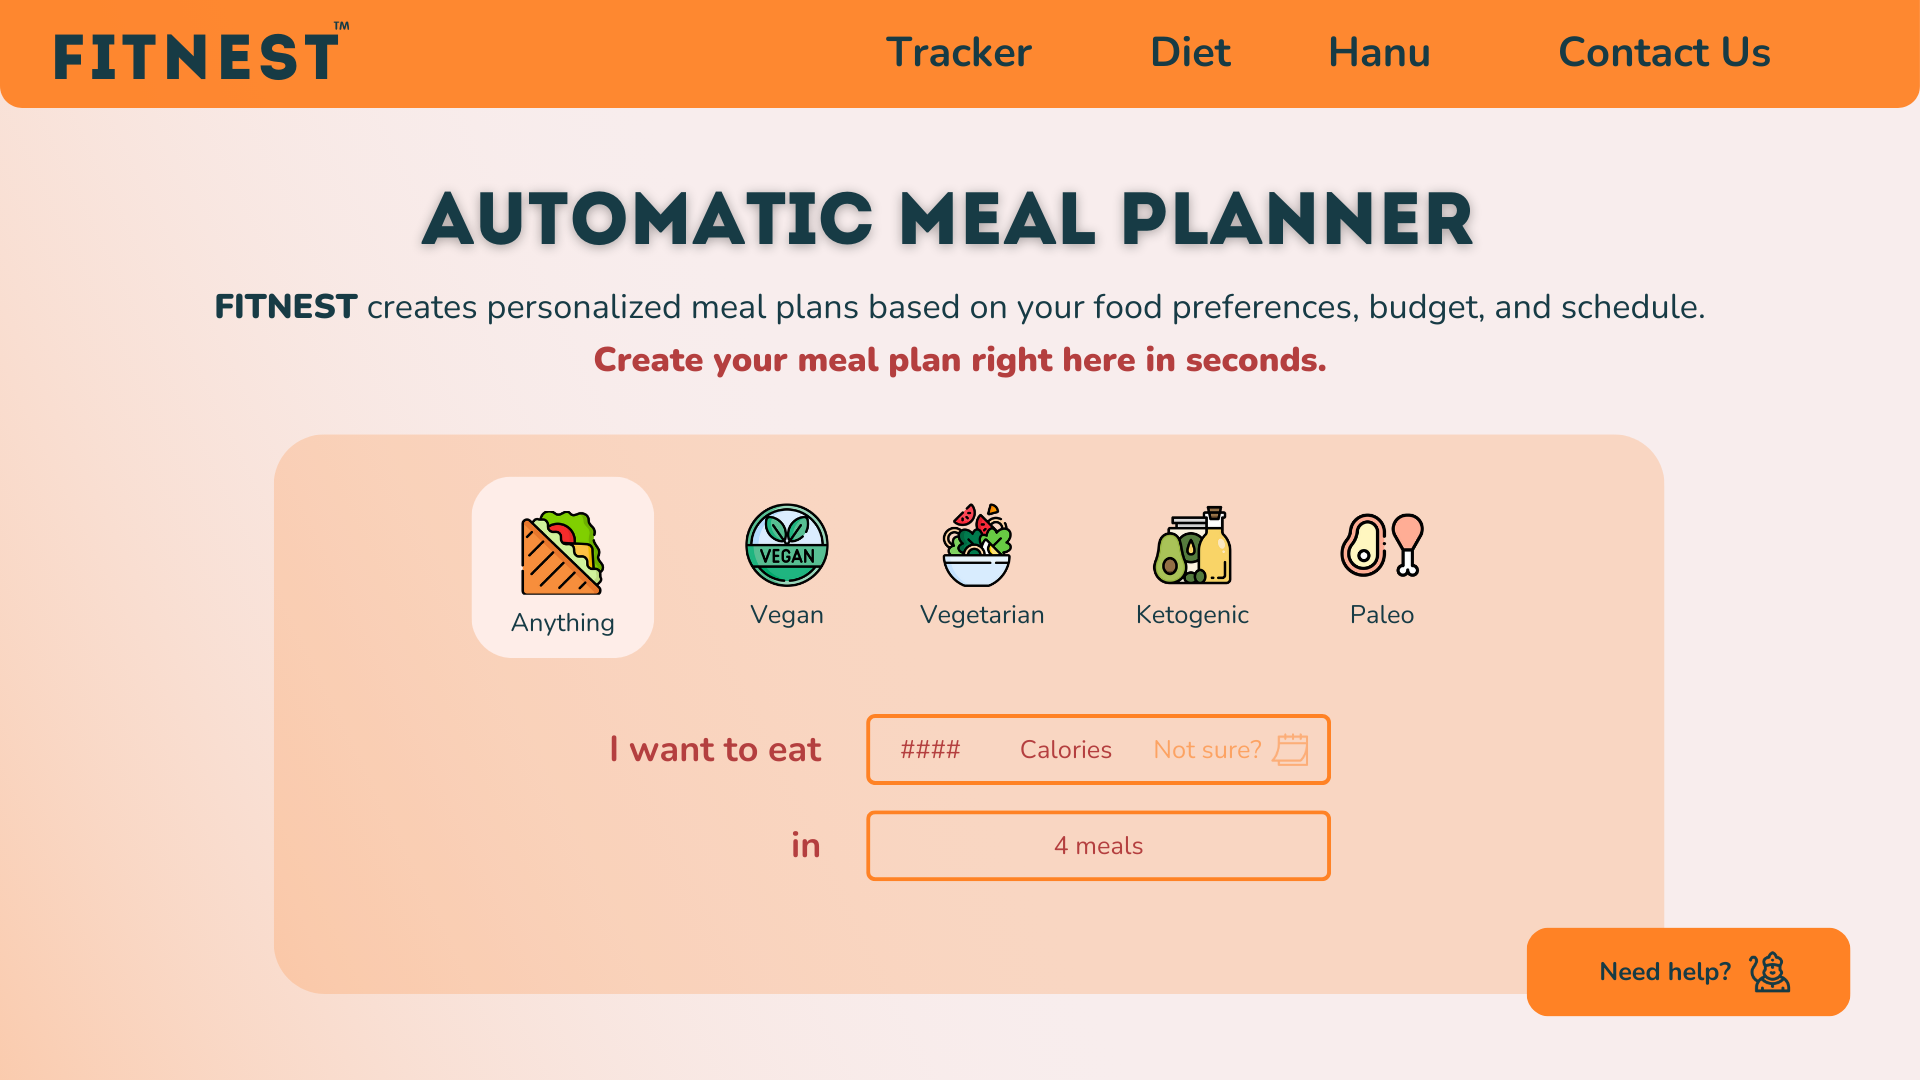 FITNEST™
Tracker Diet Hanu Contact Us
AUTOMATIC MEAL PLANNER
FITNEST creates personalized meal plans based on your food preferences, budget, and schedule.
Create your meal plan right here in seconds.
VEGAN
Anything Vegan Vegetarian Ketogenic Paleo
I want to eat #### Calories Not sure?
in 4 meals
Need help?